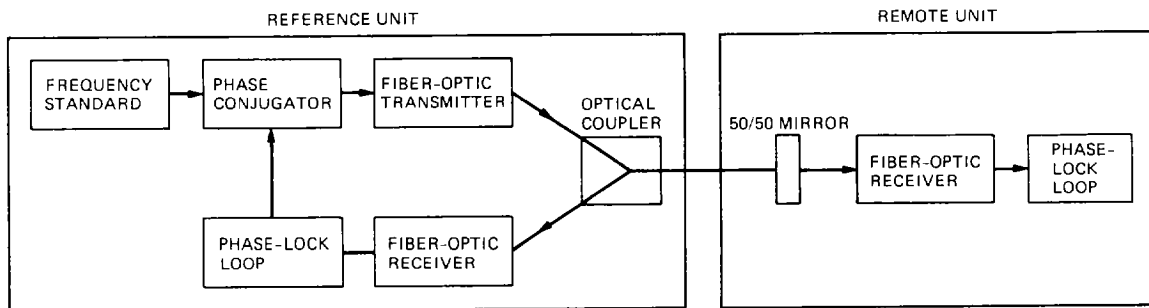 REFERENCE UNIT
REMOTE UNIT
FREQUENCY
STANDARD
PHASE
CONJUGATOR
FIBER-OPTIC
TRANSMITTER
OPTICAL
COUPLER
50/50 MIRROR
FIBER-OPTIC
RECEIVER
PHASE-
LOCK
LOOP
PHASE-LOCK
LOOP
FIBER-OPTIC
RECEIVER